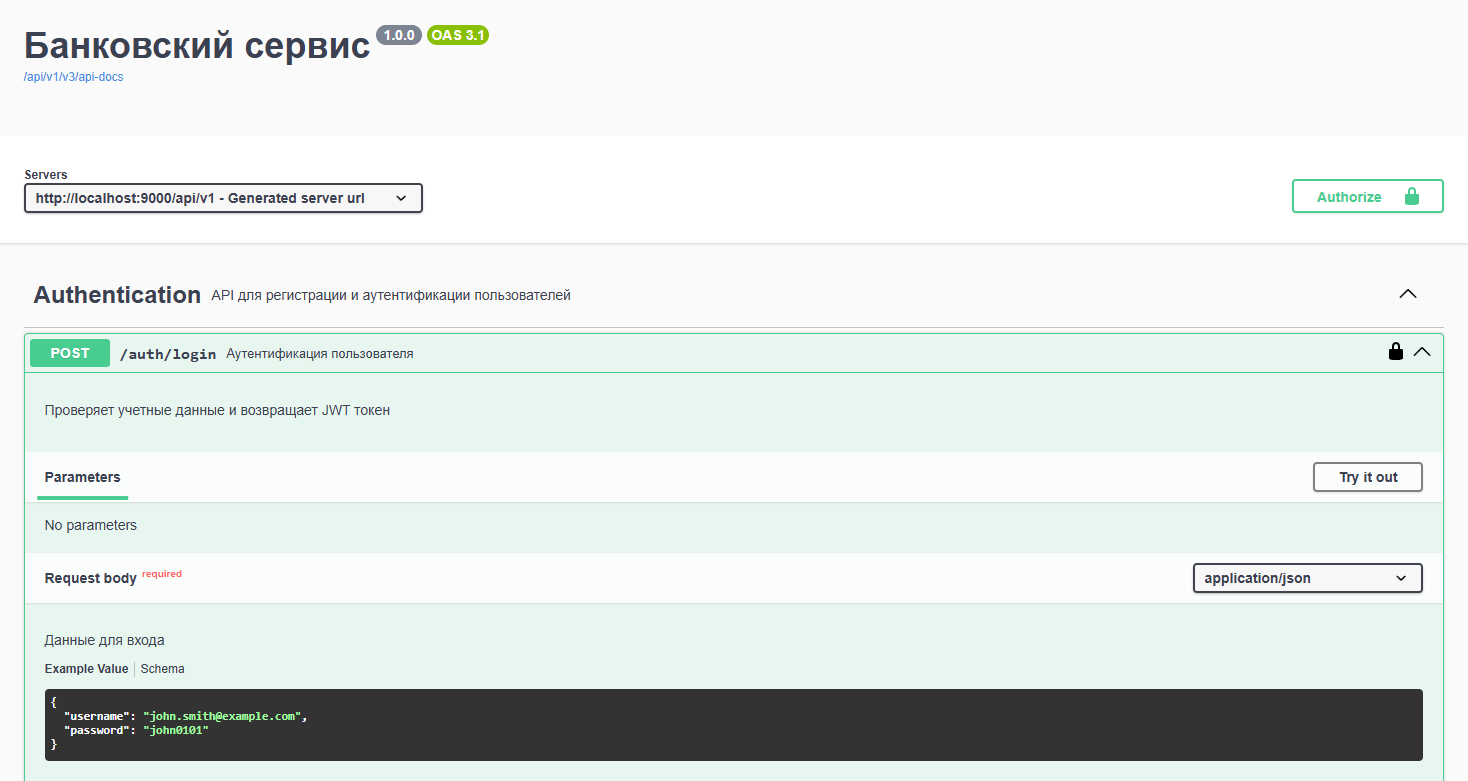 Банковский сервис 1.0.0 OAS 3.1
/api/v1/v3/api-docs
Servers
http://localhost:9000/api/v1 - Generated server url
Authorize
Authentication API для регистрации и аутентификации пользователей
POST /auth/login Аутентификация пользователя
Проверяет учетные данные и возвращает JWT токен
Parameters
Try it out
No parameters
Request body required
application/json
Данные для входа
Example Value Schema
{
"username": "john.smith@example.com",
"password": "john0101"
}